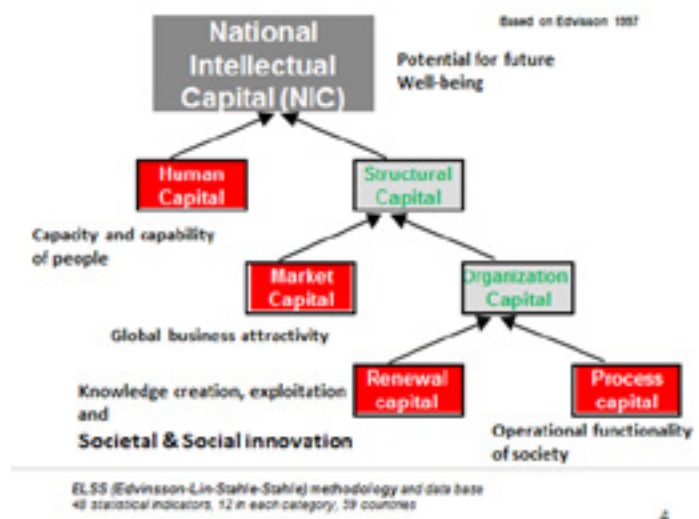 Based on Edvisson 1997
National
Intellectual
Capital (NIC)
Potential for future
Well-being
Human
Capital
Structural
Capital
Capacity and capability
of people
Market
Capital
Organization
Capital
Global business attractivity
Renewal
capital
Process
capital
Knowledge creation, exploitation
and
Societal & Social innovation
Operational functionality
of society
ELSS (Edvinsson-Lin-Stahle-Stahle) methodology and data base
48 statistical indicators, 12 in each category, 59 countries
4